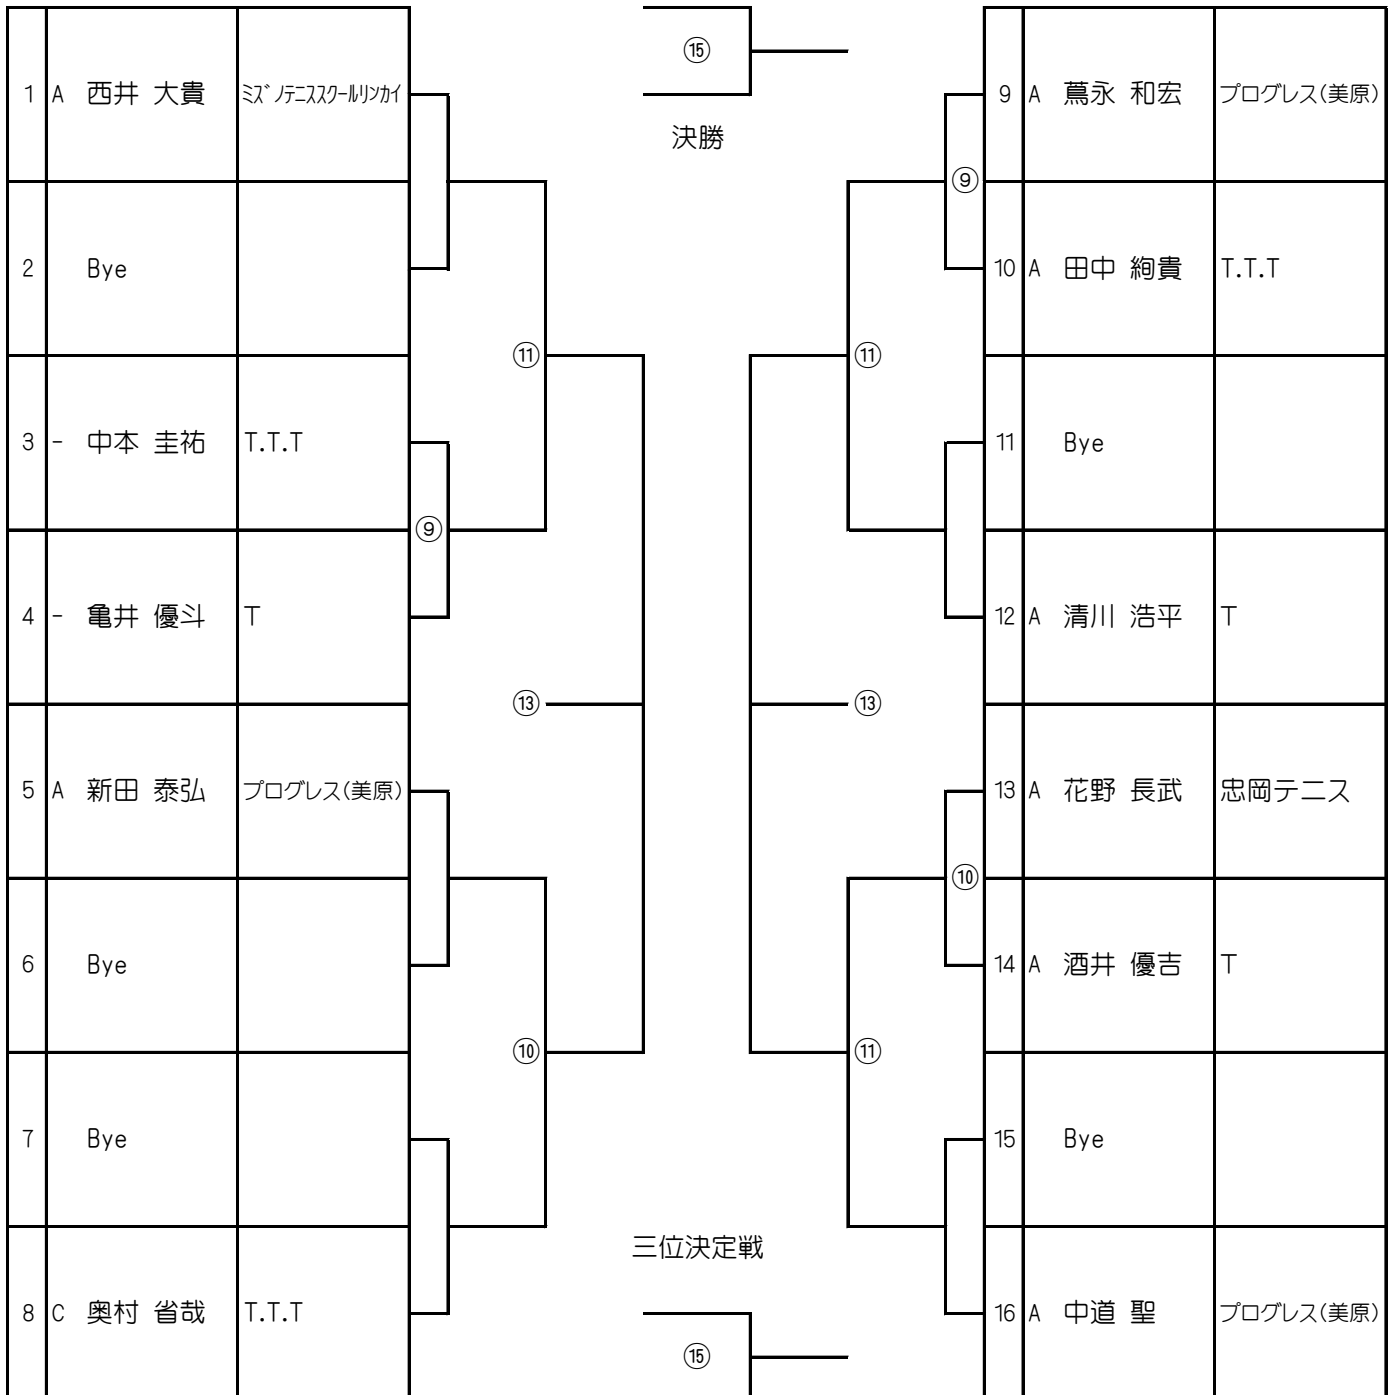 1 A 西井 大貴 ミズノテニススクールリンカイ
2 Bye
3 - 中本 圭祐 T.T.T
4 - 亀井 優斗 T
5 A 新田 泰弘 プログレス(美原)
6 Bye
7 Bye
8 C 奥村 省哉 T.T.T
⑨
⑪
⑬
⑩
⑮
決勝
三位決定戦
⑮
⑨
⑪
⑬
⑩
⑪
9 A 蔦永 和宏 プログレス(美原)
10 A 田中 絢貴 T.T.T
11 Bye
12 A 清川 浩平 T
13 A 花野 長武 忠岡テニス
14 A 酒井 優吉 T
15 Bye
16 A 中道 聖 プログレス(美原)